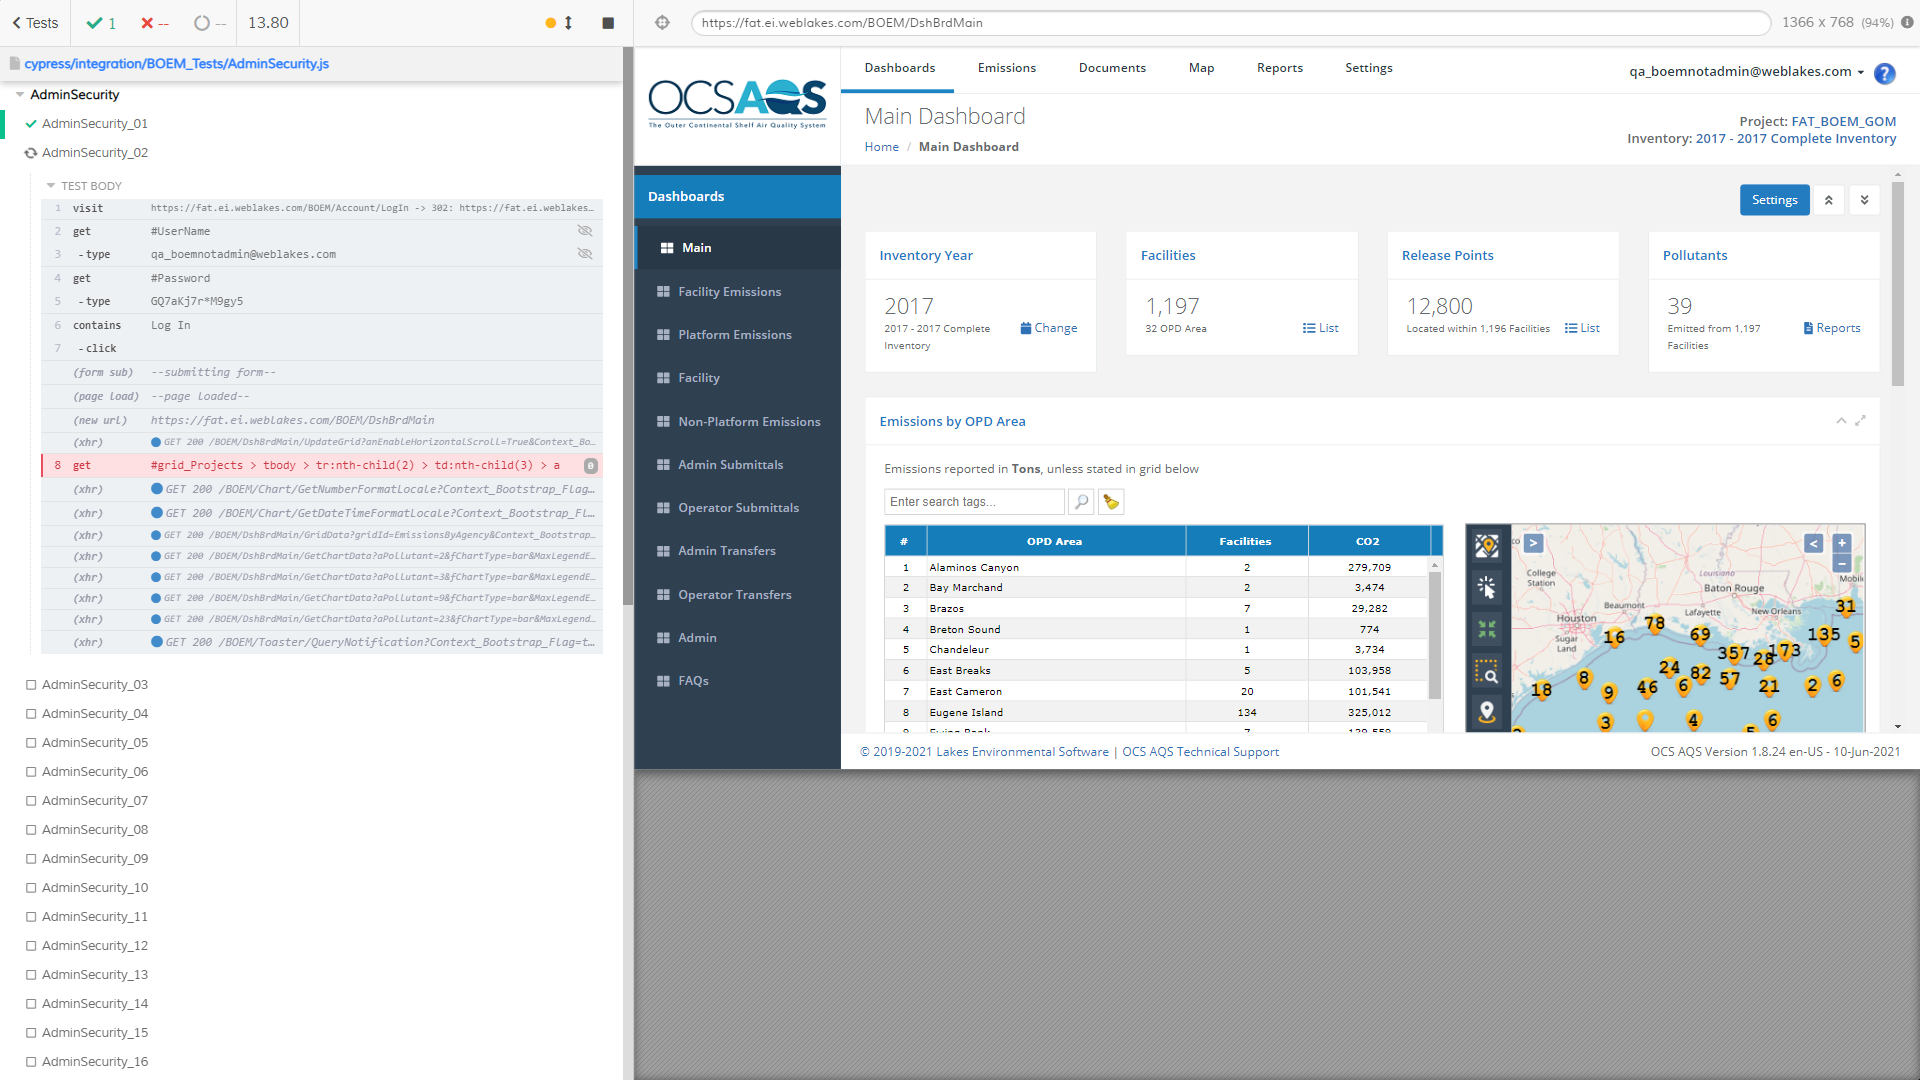 Tests
1
--
--
13.80
https://fat.ei.weblakes.com/BOEM/DshBrdMain
1366 x 768 (94%)
cypress/integration/BOEM_Tests/AdminSecurity.js
AdminSecurity
AdminSecurity_01
AdminSecurity_02
TEST BODY
1 visit https://fat.ei.weblakes.com/BOEM/Account/LogIn -> 302: https://fat.ei.weblakes...
2 get #UserName
3 -type qa_boemnotadmin@weblakes.com
4 get #Password
5 -type GQ7aKj7r*M9gy5
6 contains Log In
7 -click
(form sub) --submitting form--
(page load) --page loaded--
(new url) https://fat.ei.weblakes.com/BOEM/DshBrdMain
(xhr) GET 200 /BOEM/DshBrdMain/UpdateGrid?anEnableHorizontalScroll=True&Context_Bo...
8 get #grid_Projects > tbody > tr:nth-child(2) > td:nth-child(3) > a 0
(xhr) GET 200 /BOEM/Chart/GetNumberFormatLocale?Context_Bootstrap_Flag...
(xhr) GET 200 /BOEM/Chart/GetDateTimeFormatLocale?Context_Bootstrap_Fl...
(xhr) GET 200 /BOEM/DshBrdMain/GridData?gridId=EmissionsByAgency&Context_Bootstrap...
(xhr) GET 200 /BOEM/DshBrdMain/GetChartData?aPollutant=2&fChartType=bar&MaxLegendE...
(xhr) GET 200 /BOEM/DshBrdMain/GetChartData?aPollutant=3&fChartType=bar&MaxLegendE...
(xhr) GET 200 /BOEM/DshBrdMain/GetChartData?aPollutant=9&fChartType=bar&MaxLegendE...
(xhr) GET 200 /BOEM/DshBrdMain/GetChartData?aPollutant=23&fChartType=bar&MaxLegend...
(xhr) GET 200 /BOEM/Toaster/QueryNotification?Context_Bootstrap_Flag=t...
AdminSecurity_03
AdminSecurity_04
AdminSecurity_05
AdminSecurity_06
AdminSecurity_07
AdminSecurity_08
AdminSecurity_09
AdminSecurity_10
AdminSecurity_11
AdminSecurity_12
AdminSecurity_13
AdminSecurity_14
AdminSecurity_15
AdminSecurity_16
OCSAQS
The Outer Continental Shelf Air Quality System
Dashboards Emissions Documents Map Reports Settings
qa_boemnotadmin@weblakes.com ?
Main Dashboard
Home / Main Dashboard
Project: FAT_BOEM_GOM
Inventory: 2017 - 2017 Complete Inventory
Dashboards
Main
Facility Emissions
Platform Emissions
Facility
Non-Platform Emissions
Admin Submittals
Operator Submittals
Admin Transfers
Operator Transfers
Admin
FAQs
Settings
Inventory Year
2017
2017 - 2017 Complete
Inventory
Change
Facilities
1,197
32 OPD Area
List
Release Points
12,800
Located within 1,196 Facilities
List
Pollutants
39
Emitted from 1,197
Facilities
Reports
Emissions by OPD Area
Emissions reported in Tons, unless stated in grid below
Enter search tags...
# OPD Area Facilities CO2
1 Alaminos Canyon 2 279,709
2 Bay Marchand 2 3,474
3 Brazos 7 29,282
4 Breton Sound 1 774
5 Chandeleur 1 3,734
6 East Breaks 5 103,958
7 East Cameron 20 101,541
8 Eugene Island 134 325,012
> < + −
College
Station
Louisiana
Baton Rouge
Mobil
Beaumont
Lafayette
New Orleans
Houston
Sugar
Land
31
78
16
69
135
5
357
28
173
24
82
57
8
18
9
46
6
21
2
6
3
4
6
© 2019-2021 Lakes Environmental Software | OCS AQS Technical Support
OCS AQS Version 1.8.24 en-US - 10-Jun-2021